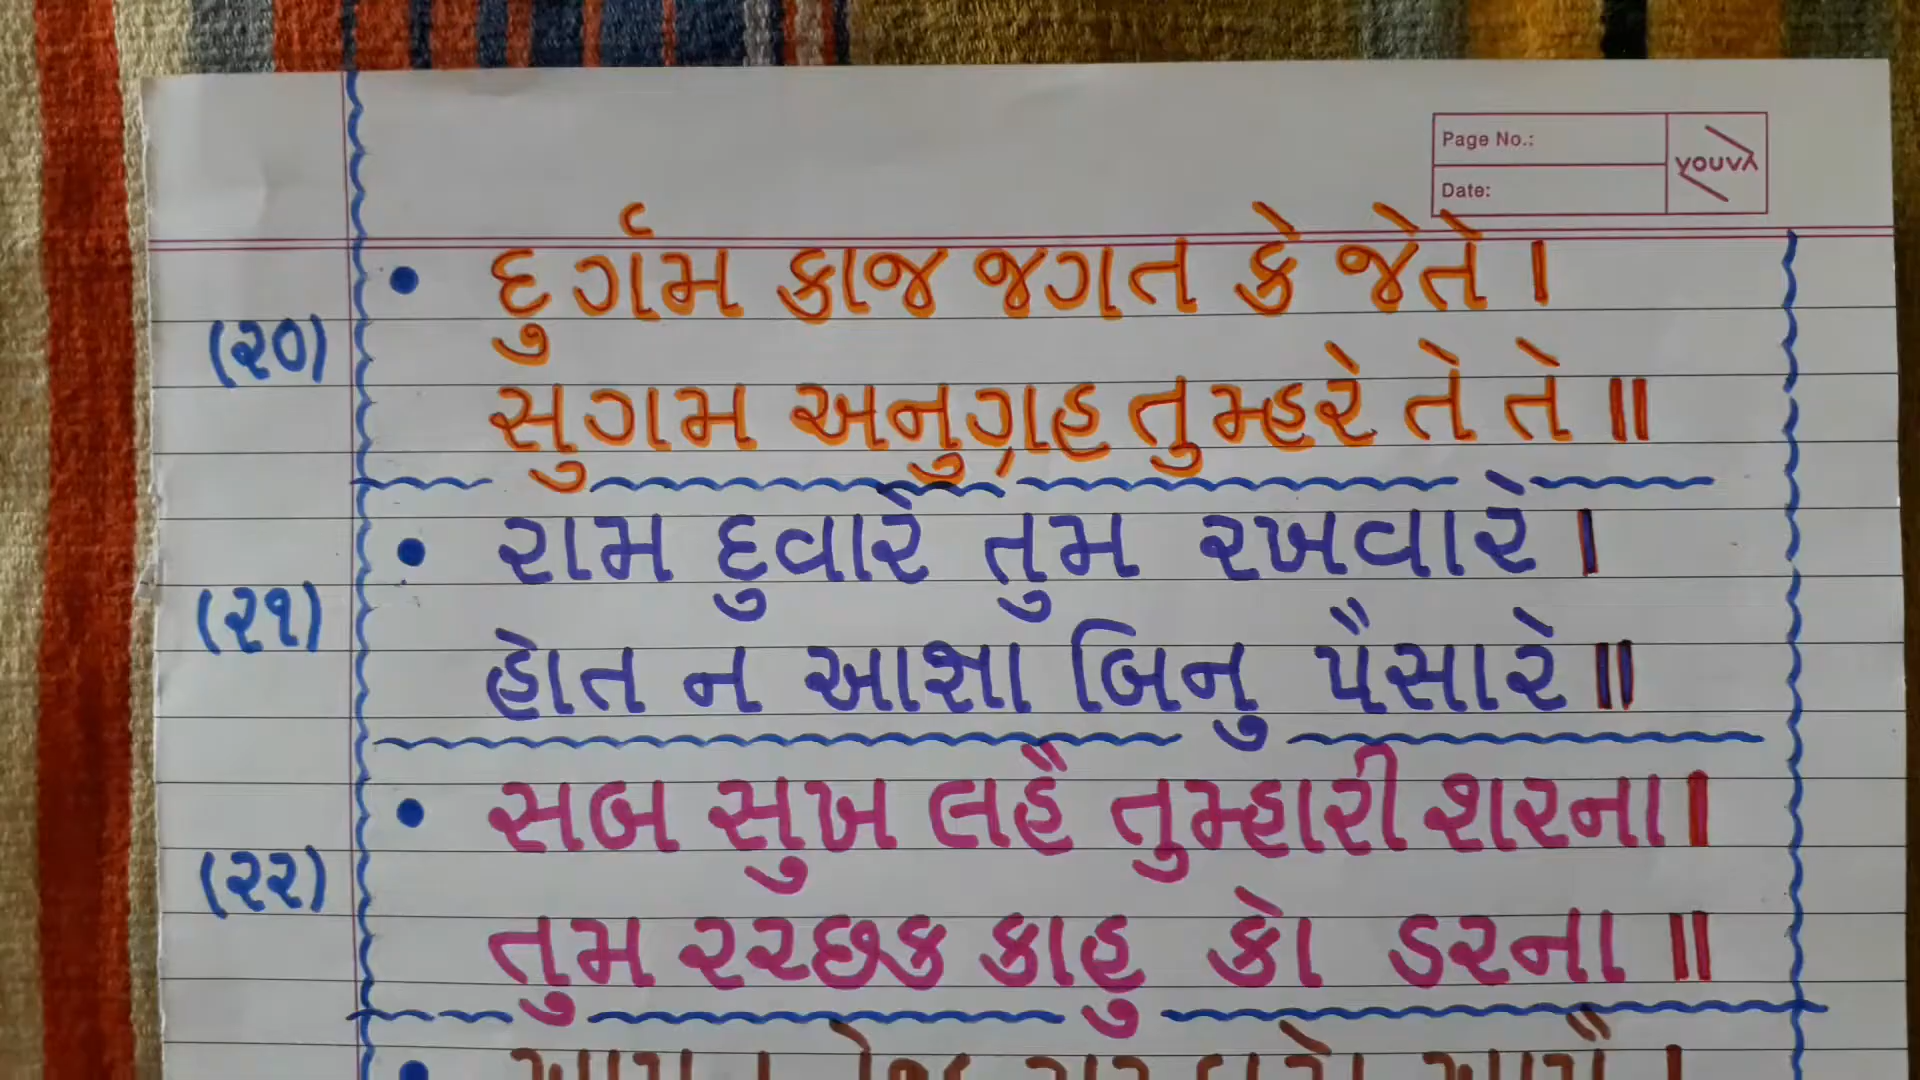 Page No.:
Date:
YOUVA
દુર્ગમ કાજ જગત કે જેતે ।
(૨૦)
સુગમ અનુગ્રહ તુમ્હરે તે તે ॥
રામ દુવારે તુમ રખવારે ।
(૨૧)
હોત ન આજ્ઞા બિનુ પૈસારે ॥
સબ સુખ લહૈ તુમ્હારી શરના ।
(૨૨)
તુમ રચ્છક કાહુ કો ડરના ॥